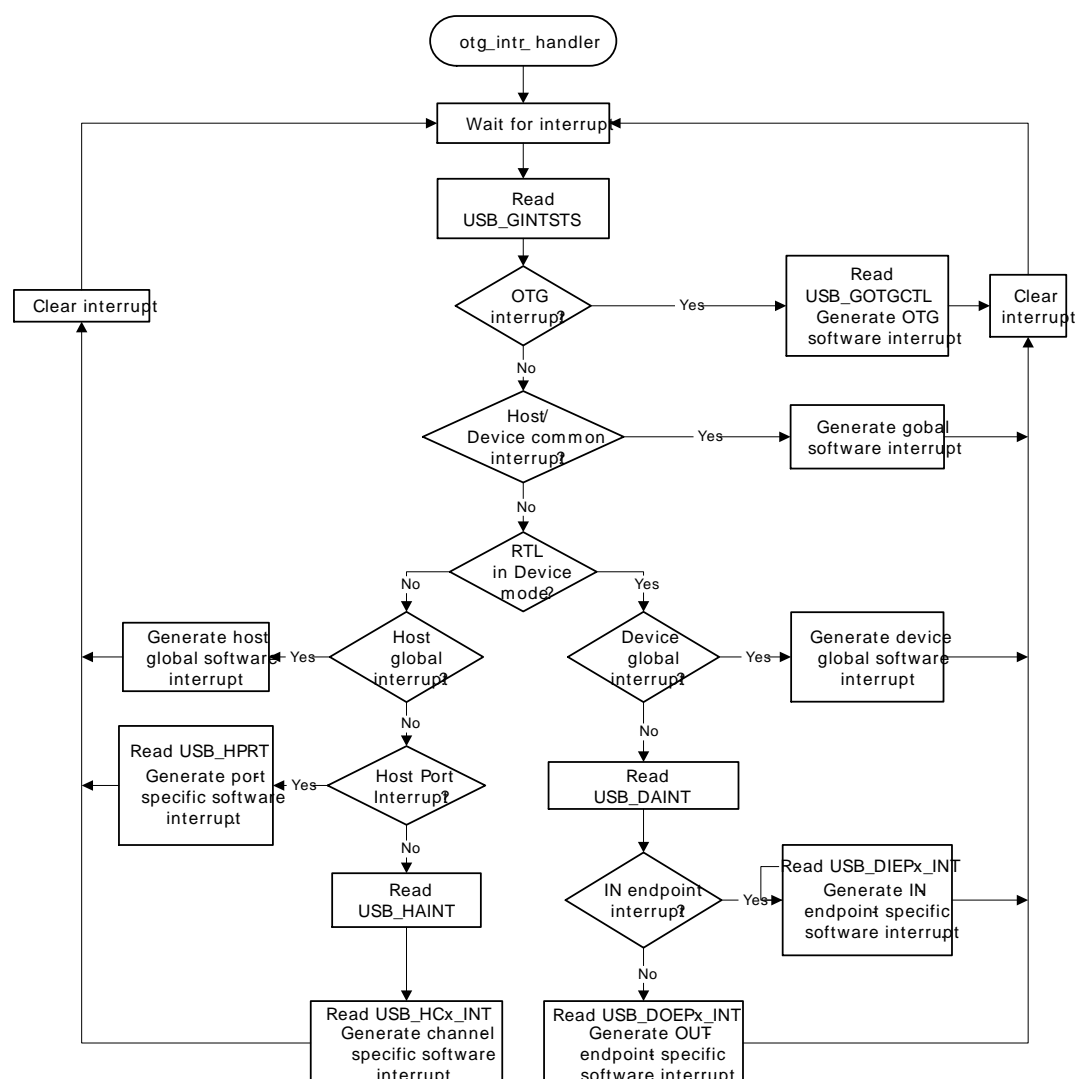 otg_intr_handler
Wait for interrupt
Read
USB_GINTSTS
OTG
interrupt?
Yes
Read
USB_GOTGCTL
Generate OTG
software interrupt
Clear
interrupt
Clear interrupt
No
Host/
Device common
interrupt?
Yes
Generate gobal
software interrupt
No
RTL
in Device
mode?
No
Yes
Generate host
global software
interrupt
Yes
Host
global
interrupt?
Device
global
interrupt?
Yes
Generate device
global software
interrupt
No
No
Read USB_HPRT
Generate port-
specific software
interrupt.
Yes
Host Port
Interrupt?
Read
USB_DAINT
No
Read
USB_HAINT
IN endpoint
interrupt?
Yes
Read USB_DIEPx_INT
Generate IN-
endpoint- specific
software interrupt.
No
Read USB_HCx_INT
Generate channel
specific software
interrupt.
Read USB_DOEPx_INT
Generate OUT-
endpoint- specific
software interrupt.